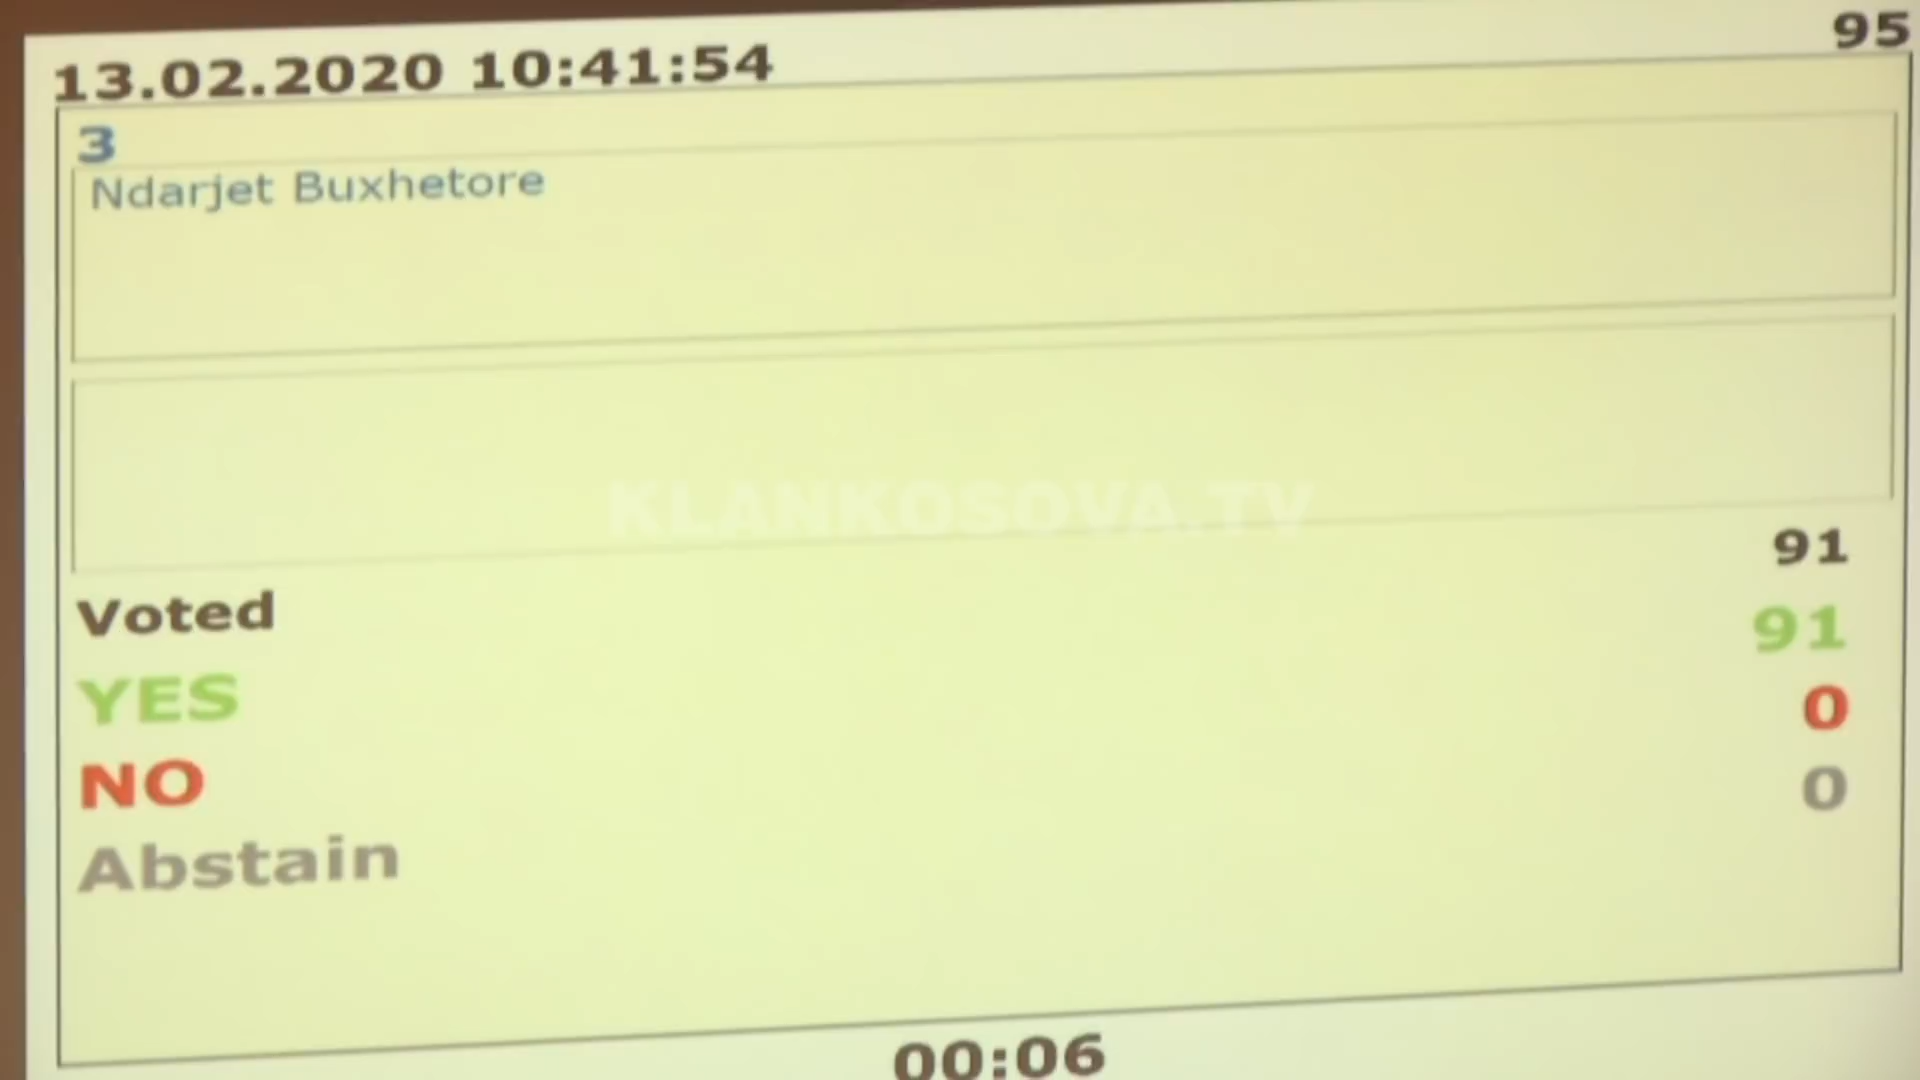 13.02.2020 10:41:54 95
3
Ndarjet Buxhetore
KLANKOSOVA.TV
Voted 91
YES 91
NO 0
Abstain 0
00:06